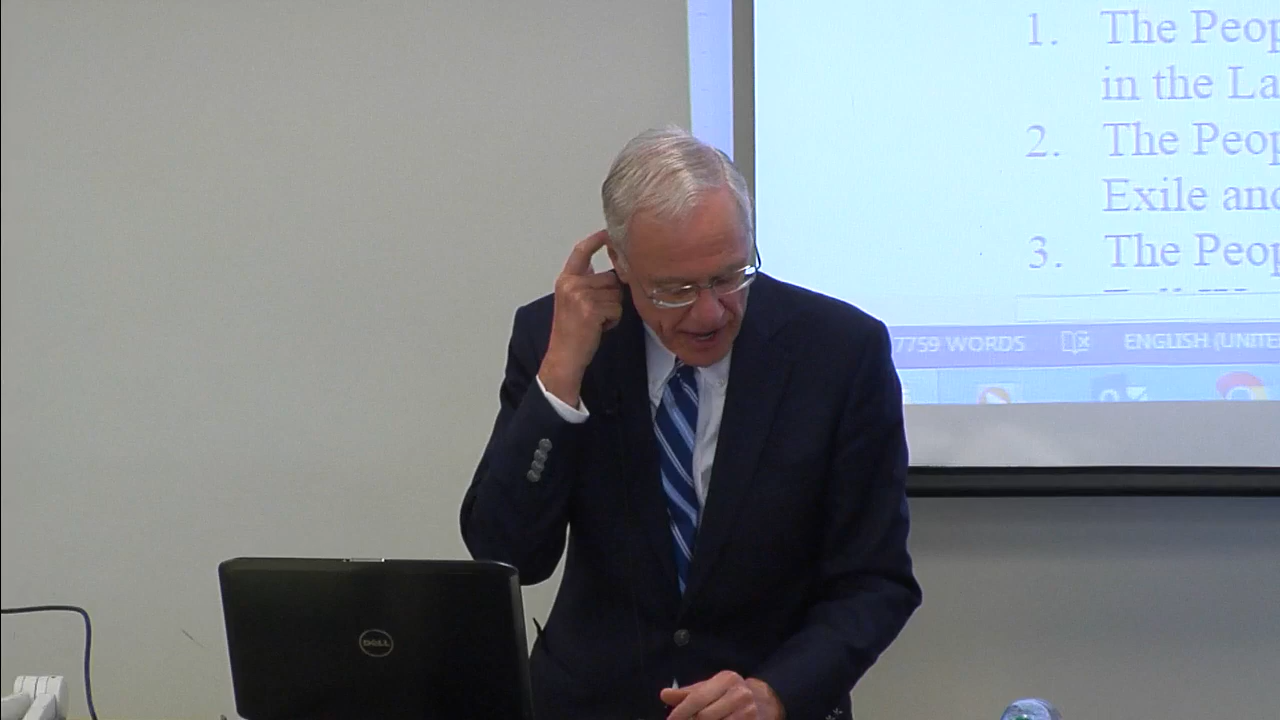 1. The Peop
in the La
2. The Peop
Exile and
3. The Peop
7759 WORDS ENGLISH (UNITE
DELL